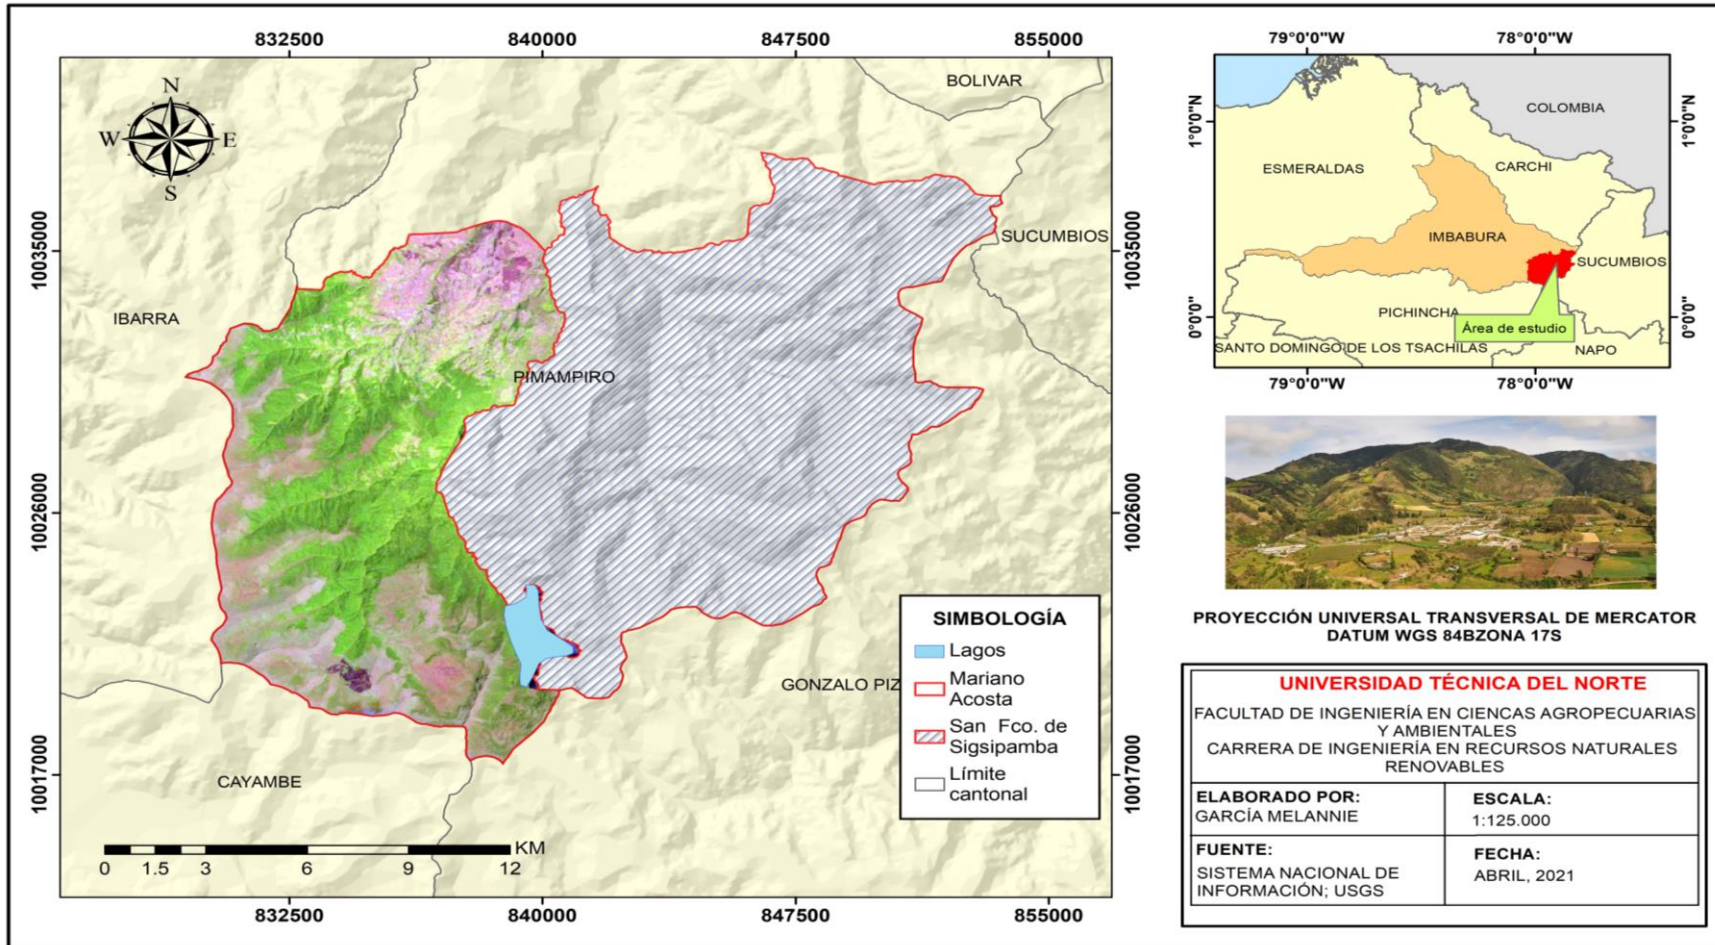 832500
840000
847500
855000
BOLIVAR
N
W
E
S
10035000
10035000
SUCUMBIOS
IBARRA
PIMAMPIRO
10026000
10026000
GONZALO PIZ
CAYAMBE
10017000
10017000
KM
0
1.5
3
6
9
12
832500
840000
847500
855000
SIMBOLOGÍA
Lagos
Mariano
Acosta
San Fco. de
Sigsipamba
Límite
cantonal
79°0'0"W
78°0'0"W
1°0'0"N
1°0'0"N
COLOMBIA
ESMERALDAS
CARCHI
IMBABURA
SUCUMBIOS
PICHINCHA
0°0'0"
0°0'0"
Área de estudio
SANTO DOMINGO DE LOS TSACHILAS
NAPO
79°0'0"W
78°0'0"W
PROYECCIÓN UNIVERSAL TRANSVERSAL DE MERCATOR
DATUM WGS 84BZONA 17S
UNIVERSIDAD TÉCNICA DEL NORTE
FACULTAD DE INGENIERÍA EN CIENCAS AGROPECUARIAS
Y AMBIENTALES
CARRERA DE INGENIERÍA EN RECURSOS NATURALES
RENOVABLES
ELABORADO POR:
GARCÍA MELANNIE
ESCALA:
1:125.000
FUENTE:
SISTEMA NACIONAL DE
INFORMACIÓN; USGS
FECHA:
ABRIL, 2021